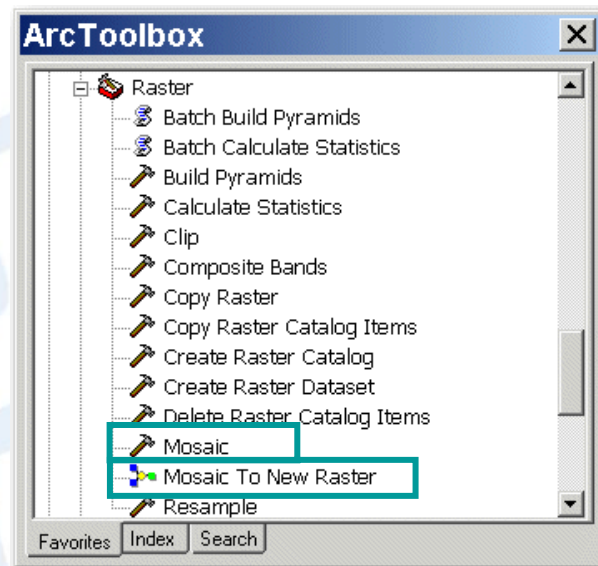 ArcToolbox
Raster
Batch Build Pyramids
Batch Calculate Statistics
Build Pyramids
Calculate Statistics
Clip
Composite Bands
Copy Raster
Copy Raster Catalog Items
Create Raster Catalog
Create Raster Dataset
Delete Raster Catalog Items
Mosaic
Mosaic To New Raster
Resample
Favorites Index Search